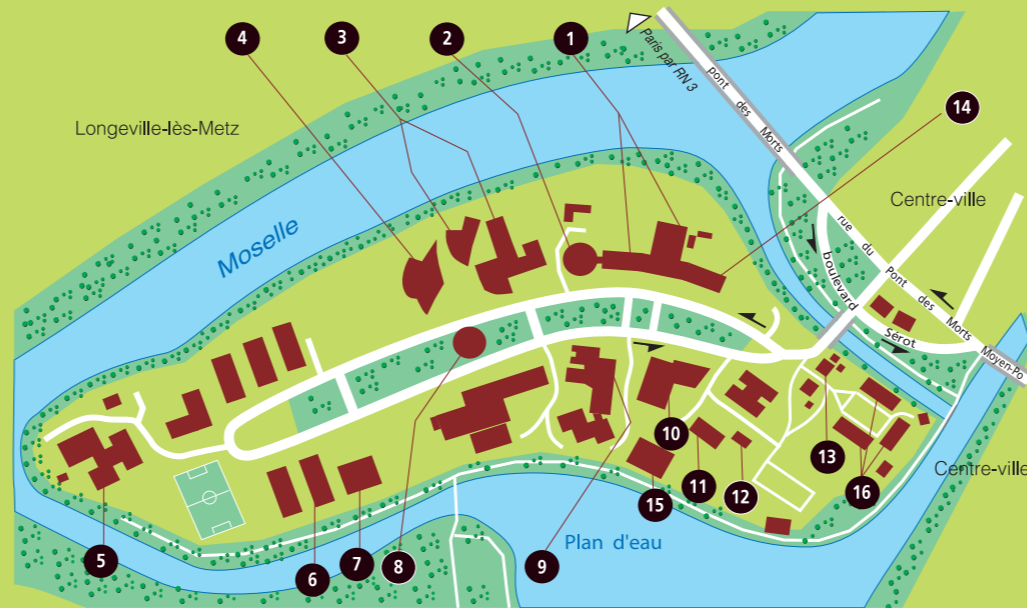 4
3
2
1
Paris par RN 3
pont des Morts
14
Longeville-lès-Metz
Centre-ville
Moselle
rue du Pont des Morts
boulevard Sérot
Moyen-Po
10
13
Centre-ville
11
12
16
15
Plan d'eau
5
6
7
8
9